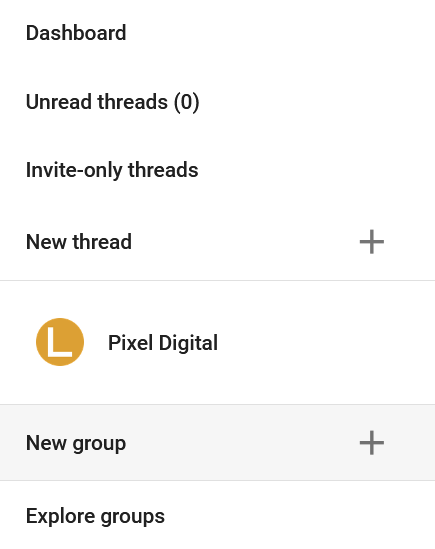 Dashboard
Unread threads (0)
Invite-only threads
New thread +
L Pixel Digital
New group +
Explore groups